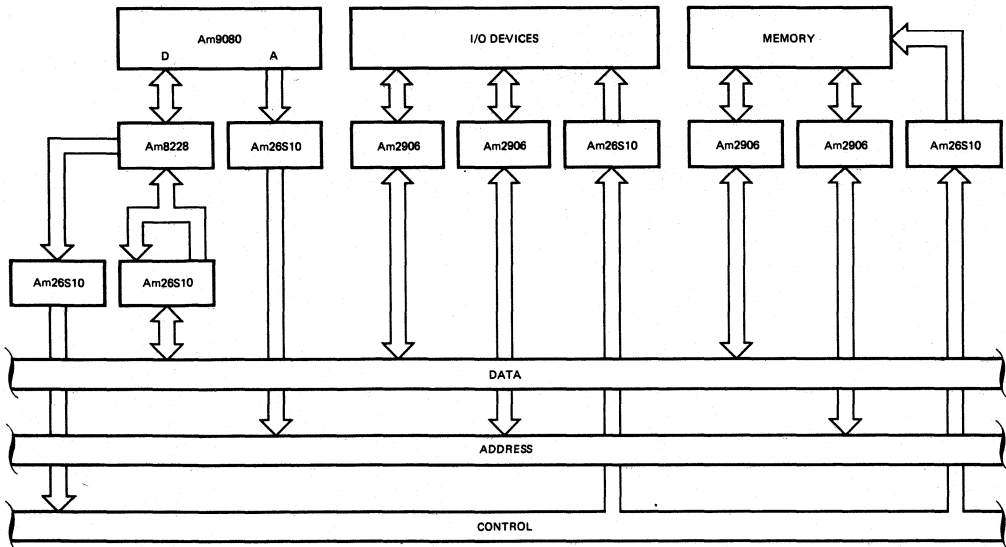 Am9080
D A
I/O DEVICES
MEMORY
Am8228
Am26S10
Am2906
Am2906
Am26S10
Am2906
Am2906
Am26S10
Am26S10
Am26S10
DATA
ADDRESS
CONTROL